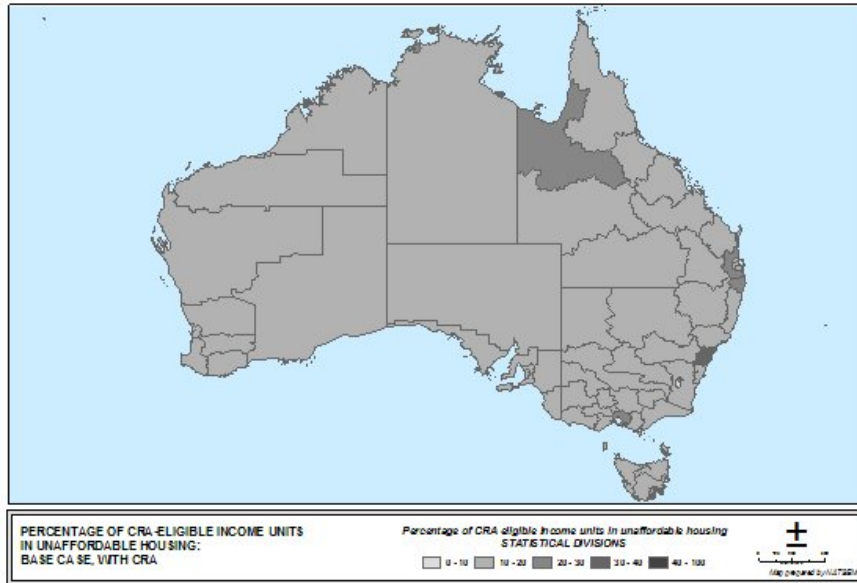 PERCENTAGE OF CRA-ELIGIBLE INCOME UNITS
IN UNAFFORDABLE HOUSING:
BASE CASE, WITH CRA
Percentage of CRA eligible income units in unaffordable housing
STATISTICAL DIVISIONS
0 - 10 10 - 20 20 - 30 30 - 40 40 - 100
Map prepared by NATSEM